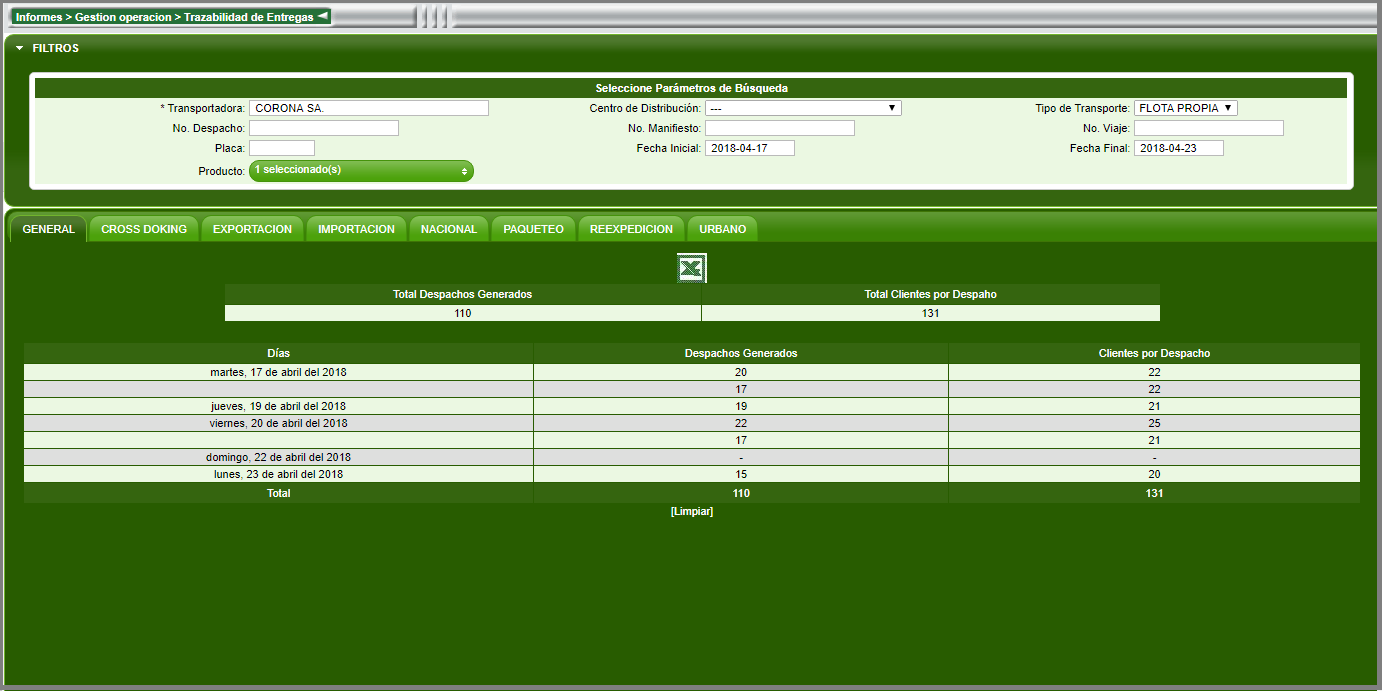 Informes > Gestion operacion > Trazabilidad de Entregas
FILTROS
Seleccione Parámetros de Búsqueda
* Transportadora: CORONA SA. Centro de Distribución: --- Tipo de Transporte: FLOTA PROPIA
No. Despacho: No. Manifiesto: No. Viaje:
Placa: Fecha Inicial: 2018-04-17 Fecha Final: 2018-04-23
Producto: 1 seleccionado(s)
GENERAL CROSS DOKING EXPORTACION IMPORTACION NACIONAL PAQUETEO REEXPEDICION URBANO
Total Despachos Generados Total Clientes por Despaho
110 131
Días Despachos Generados Clientes por Despacho
martes, 17 de abril del 2018 20 22
17 22
jueves, 19 de abril del 2018 19 21
viernes, 20 de abril del 2018 22 25
17 21
domingo, 22 de abril del 2018 - -
lunes, 23 de abril del 2018 15 20
Total 110 131
[Limpiar]